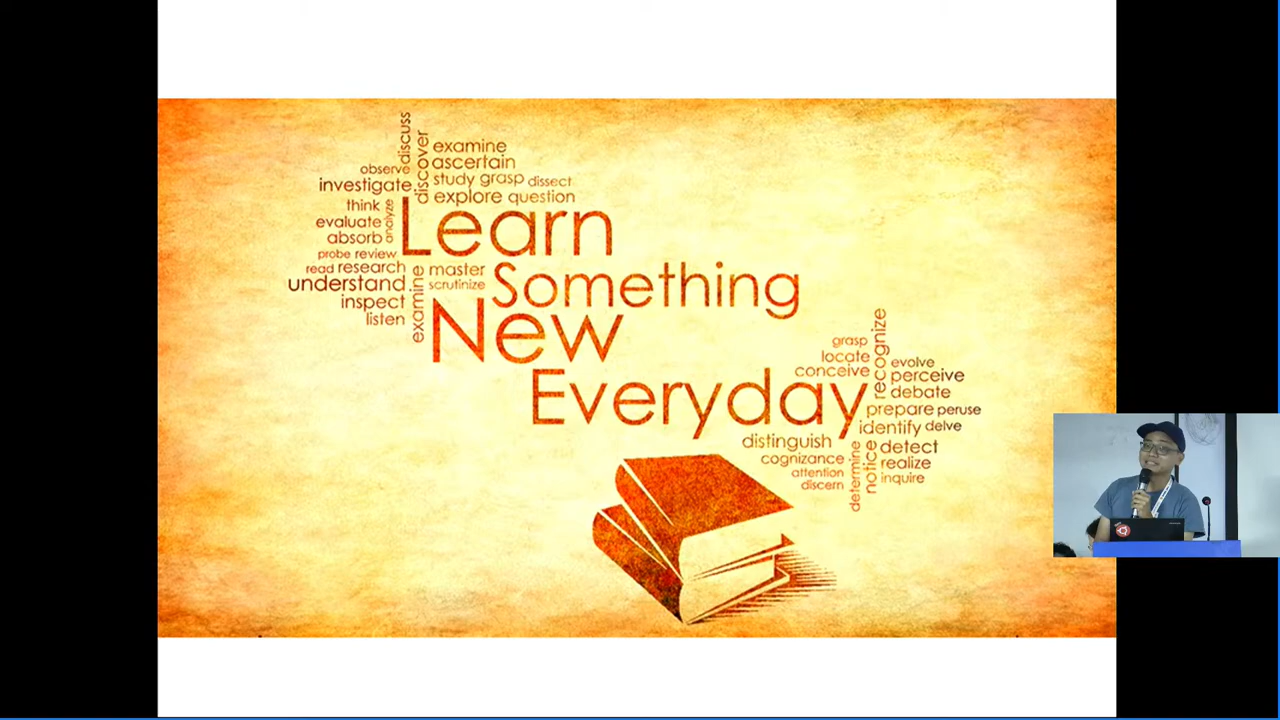 discuss
discover
examine
ascertain
observe
study grasp dissect
investigate
explore question
think
analyze
evaluate
absorb
Learn
probe review
read research
master
understand
scrutinize
Something
inspect
listen
examine
New
grasp
recognize
locate
evolve
conceive
perceive
debate
Everyday
prepare peruse
identify delve
distinguish
detect
cognizance
realize
attention
inquire
discern
determine
notice